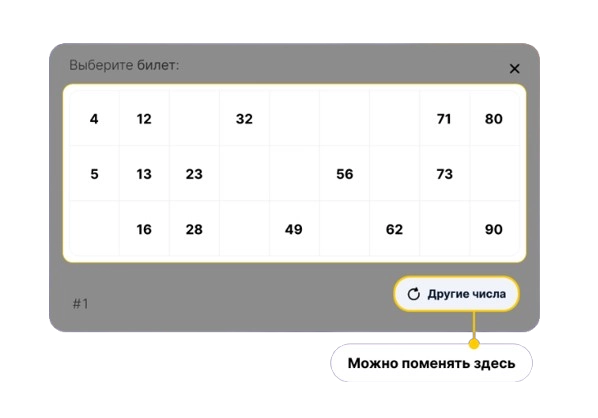 Выберите билет:
×
4 12 32 71 80
5 13 23 56 73
16 28 49 62 90
#1
Другие числа
Можно поменять здесь